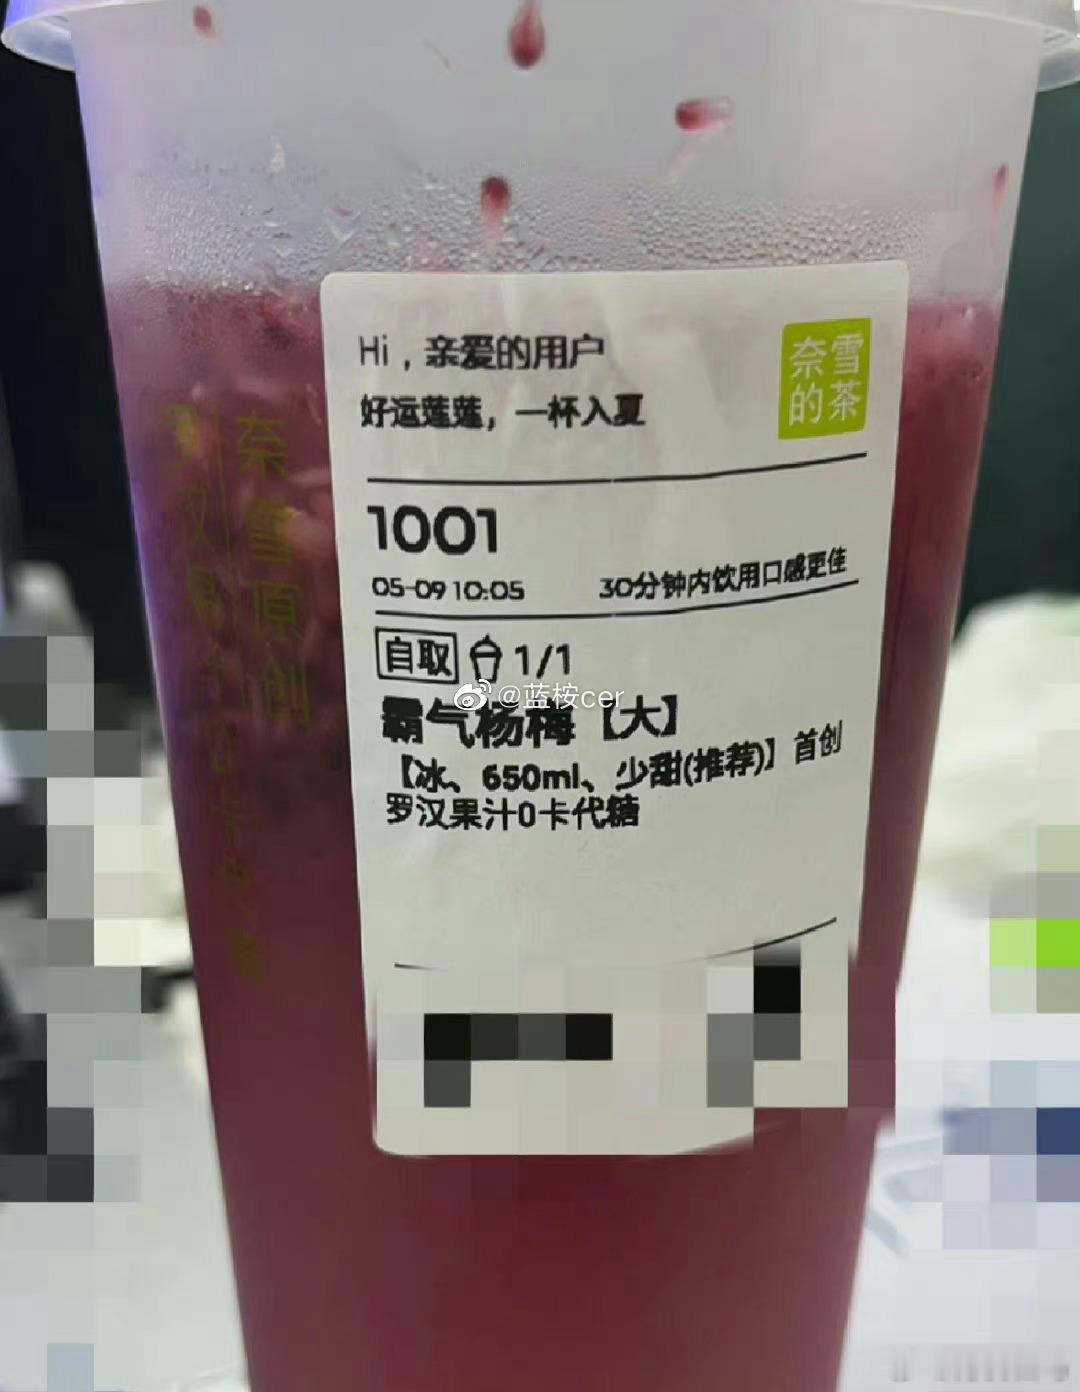 Hi，亲爱的用户
好运莲莲，一杯入夏
奈雪
的茶
1001
05-09 10:05
30分钟内饮用口感更佳
自取 1/1
@蓝桉cer
霸气杨梅【大】
【冰、650ml、少甜(推荐)】首创
罗汉果汁0卡代糖
奈雪原创